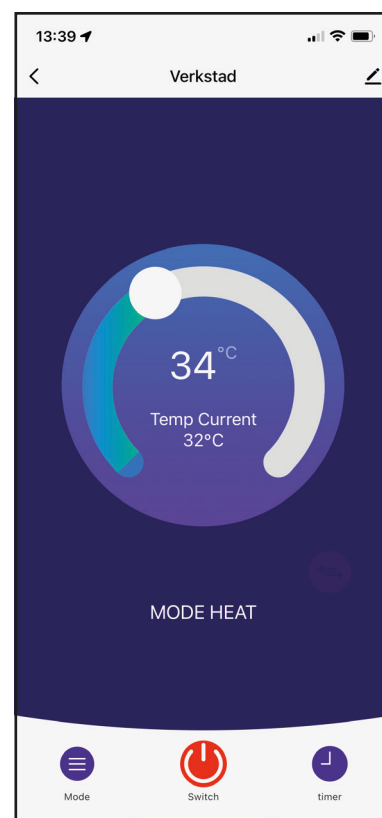 13:39
Verkstad
34°C
Temp Current
32°C
MODE HEAT
Mode
Switch
timer